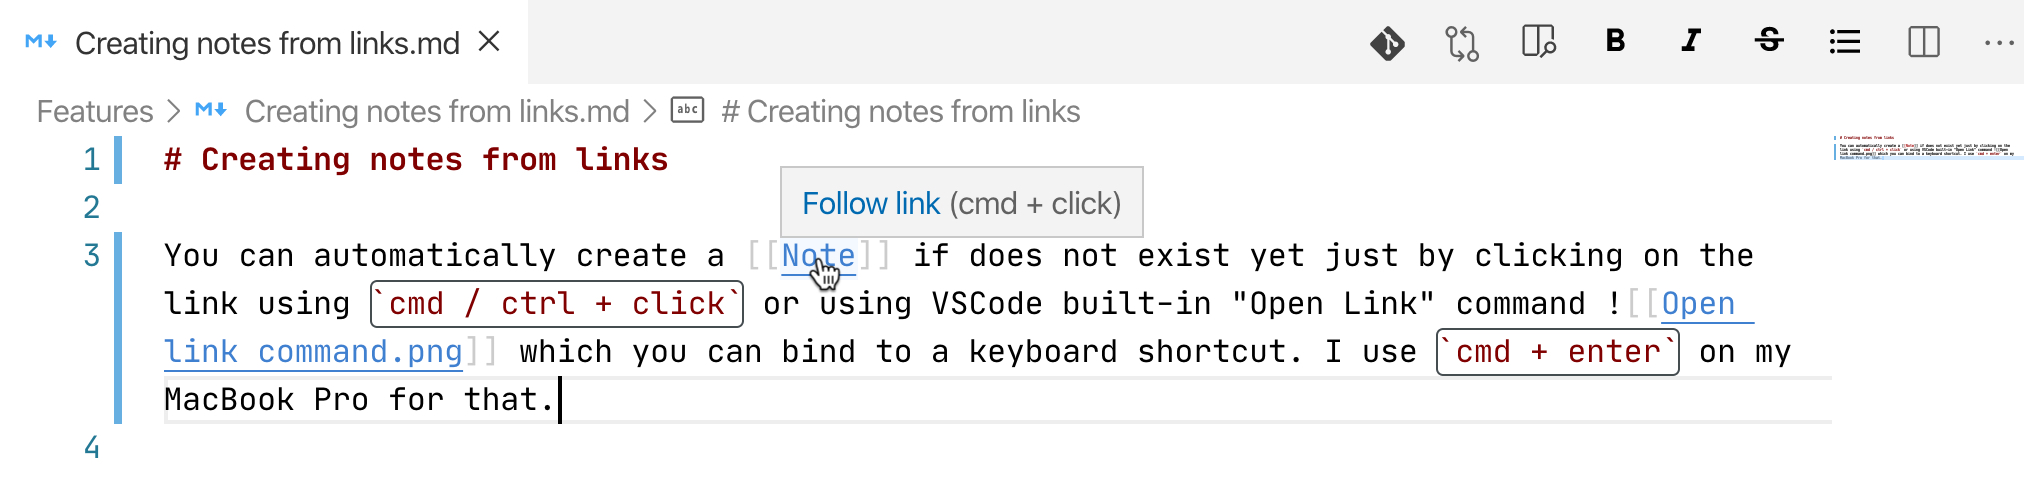 Creating notes from links.md
B I S
Features > Creating notes from links.md > abc # Creating notes from links
1 # Creating notes from links
2
Follow link (cmd + click)
3 You can automatically create a [[Note]] if does not exist yet just by clicking on the
link using `cmd / ctrl + click` or using VSCode built-in "Open Link" command ![[Open
link command.png]] which you can bind to a keyboard shortcut. I use `cmd + enter` on my
MacBook Pro for that.
4